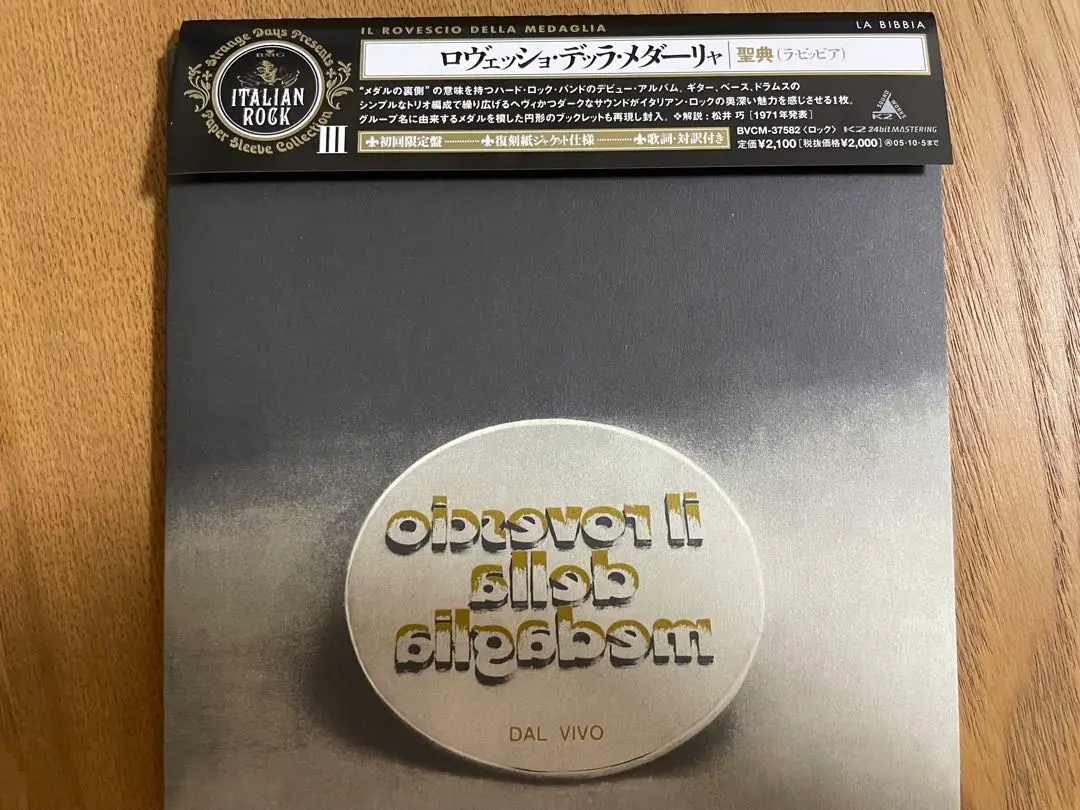 Strange Days Presents
BMG
ITALIAN
ROCK
Paper Sleeve Collection
III
IL ROVESCIO DELLA MEDAGLIA
LA BIBBIA
ロヴェッショ・デッラ・メダーリャ 聖典(ラ・ビッビア)
"メダルの裏側"の意味を持つハード・ロック・バンドのデビュー・アルバム。ギター、ベース、ドラムスの
シンプルなトリオ編成で繰り広げるヘヴィかつダークなサウンドがイタリアン・ロックの奥深い魅力を感じさせる1枚。
グループ名に由来するメダルを模した円形のブックレットも再現し封入。❖解説:松井 巧[1971年発表]
初回限定盤 復刻紙ジャケット仕様 歌詞・対訳付き
BVCM-37582〈ロック〉 K2 24bit MASTERING
定価¥2,100[税抜価格¥2,000] 05・10・5まで
SOUND WORKS
K2
il rovescio
della
medaglia
DAL VIVO